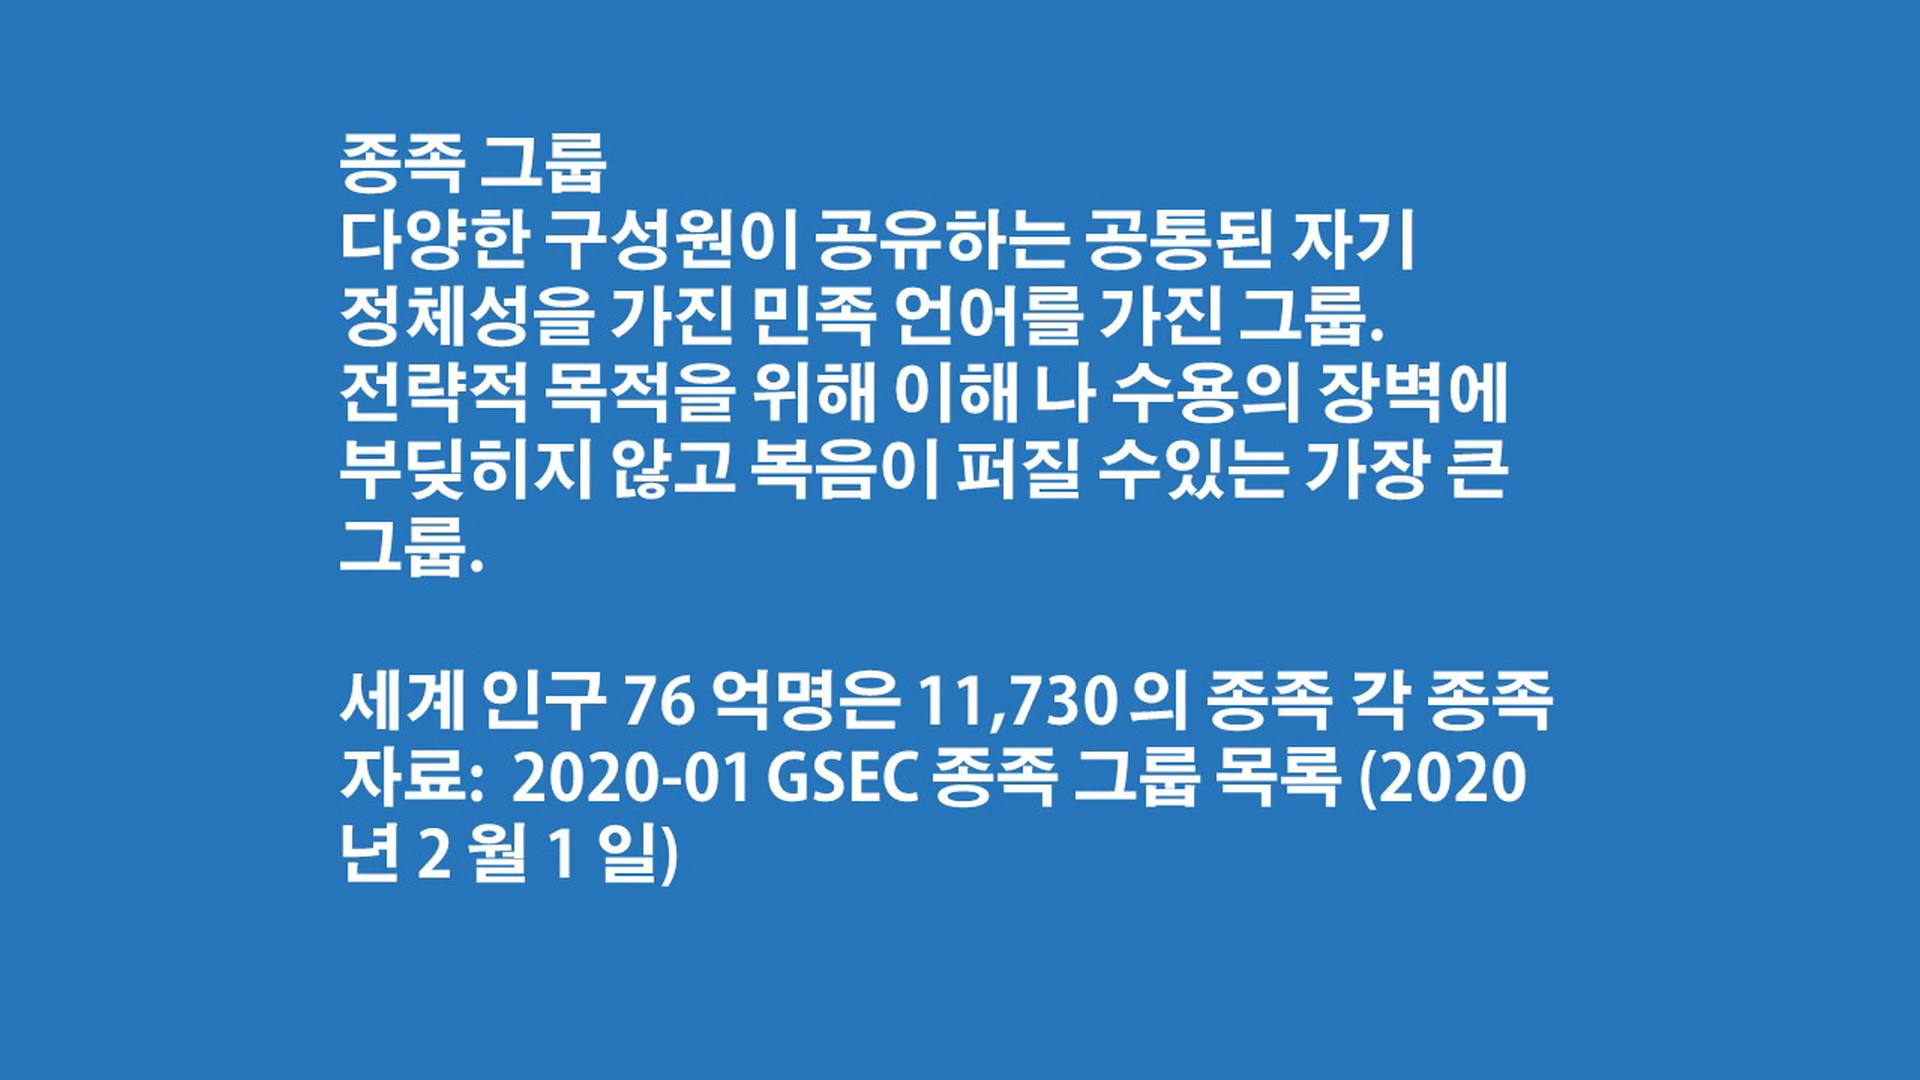 종족 그룹
다양한 구성원이 공유하는 공통된 자기
정체성을 가진 민족 언어를 가진 그룹.
전략적 목적을 위해 이해 나 수용의 장벽에
부딪히지 않고 복음이 퍼질 수있는 가장 큰
그룹.
세계 인구 76 억명은 11,730의 종족 각 종족
자료: 2020-01 GSEC 종족 그룹 목록 (2020
년 2 월 1 일)